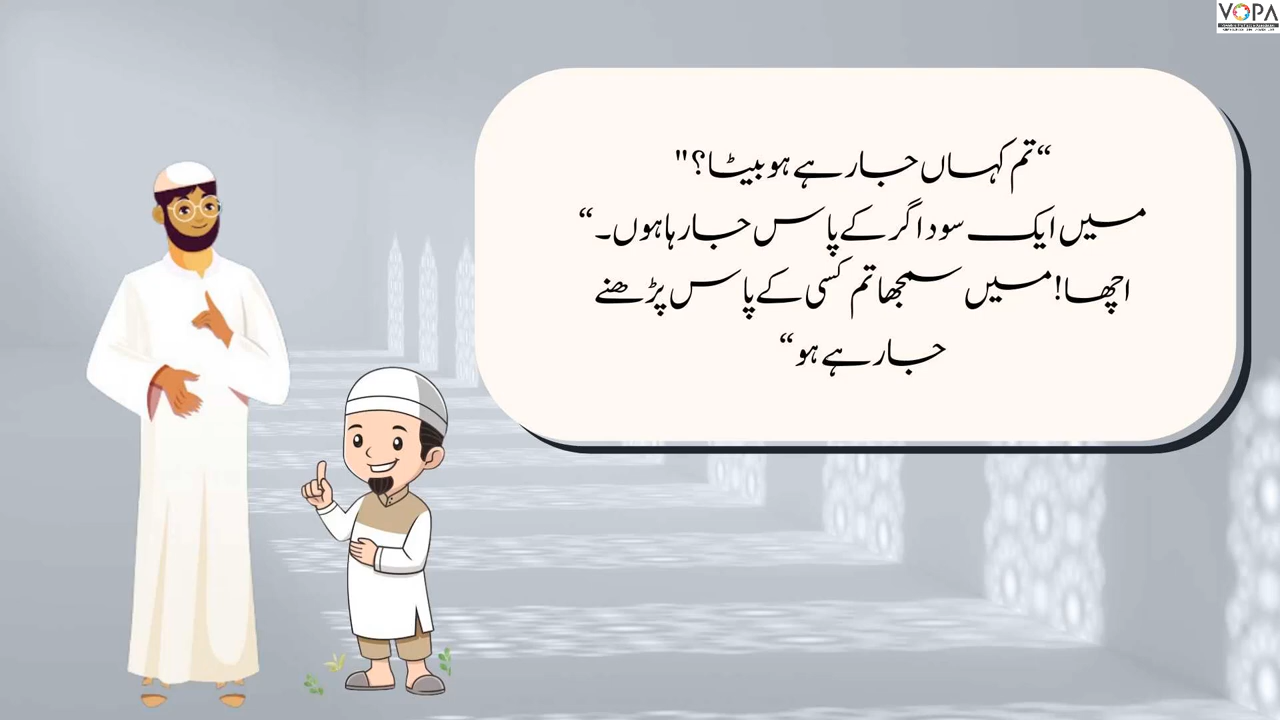 VOPA
“تم کہاں جا رہے ہو بیٹا؟"
میں ایک سوداگر کے پاس جا رہا ہوں۔“
اچھا! میں سمجھا تم کسی کے پاس پڑھنے
جا رہے ہو“